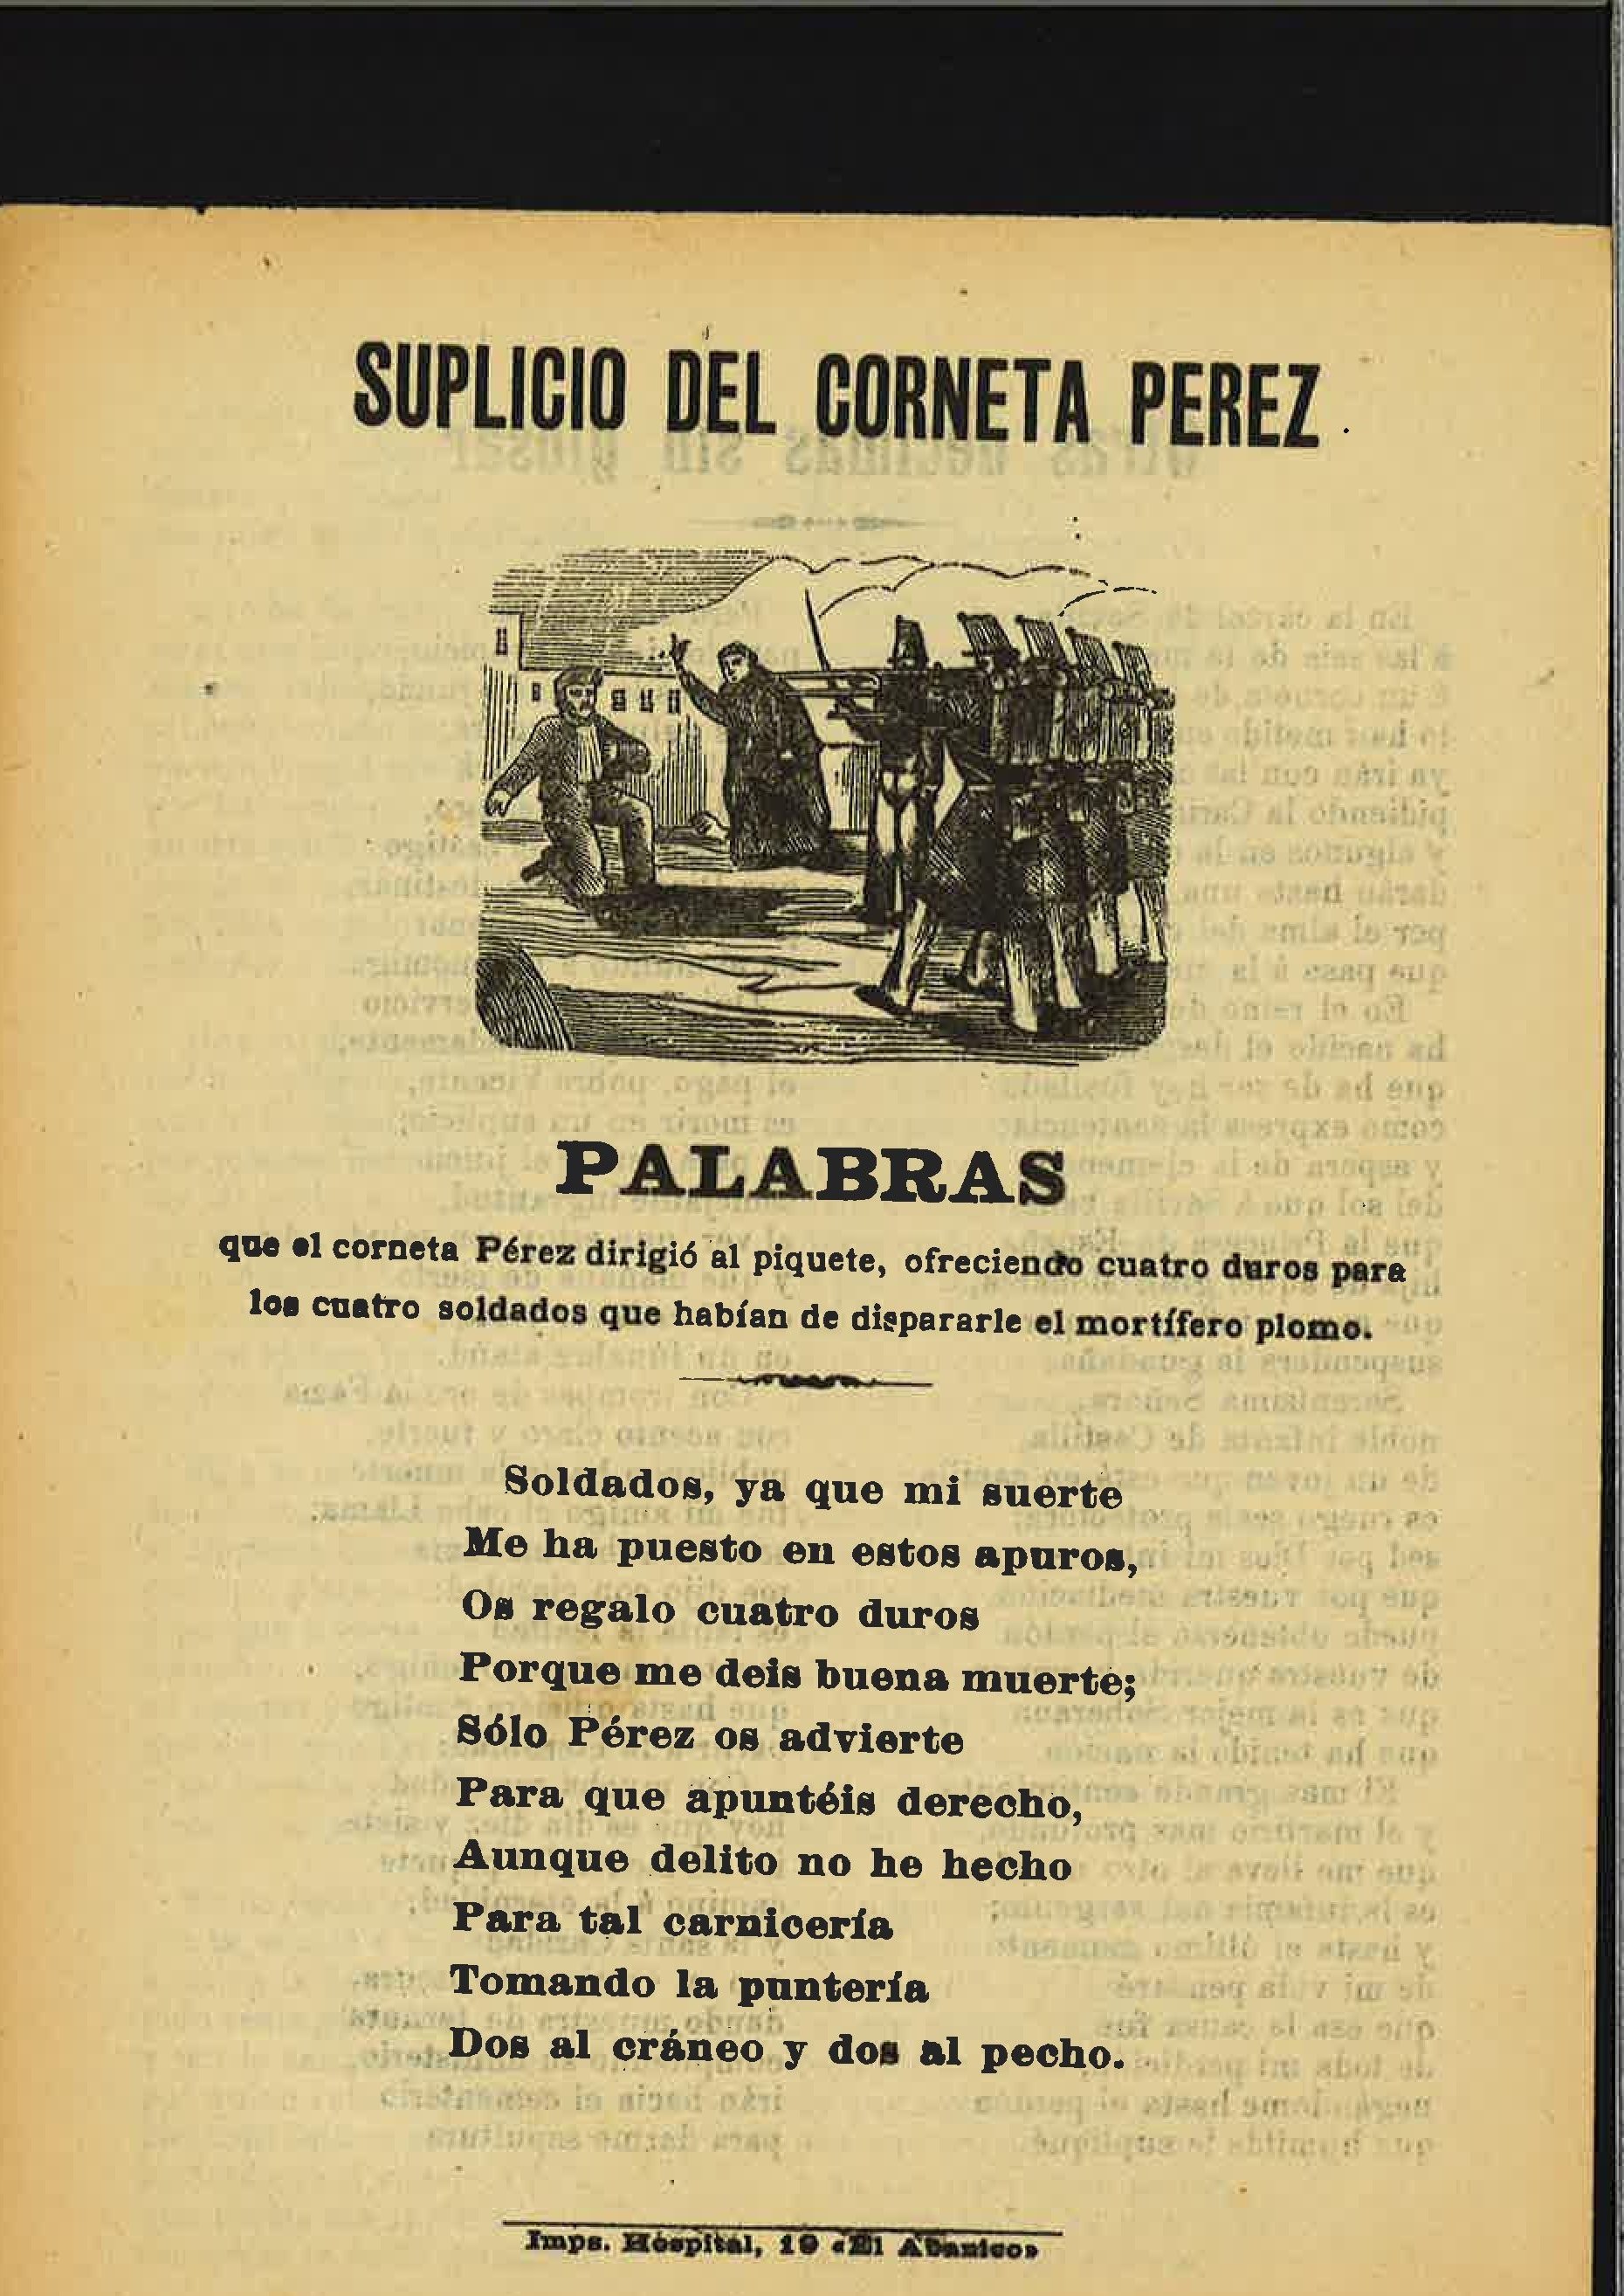 SUPLICIO DEL CORNETA PEREZ.
PALABRAS
que el corneta Pérez dirigió al piquete, ofreciendo cuatro duros para
los cuatro soldados que habían de dispararle el mortífero plomo.
Soldados, ya que mi suerte
Me ha puesto en estos apuros,
Os regalo cuatro duros
Porque me deis buena muerte;
Sólo Pérez os advierte
Para que apuntéis derecho,
Aunque delito no he hecho
Para tal carnicería
Tomando la puntería
Dos al cráneo y dos al pecho.
Imps. Hospital, 19 «El Abanico»